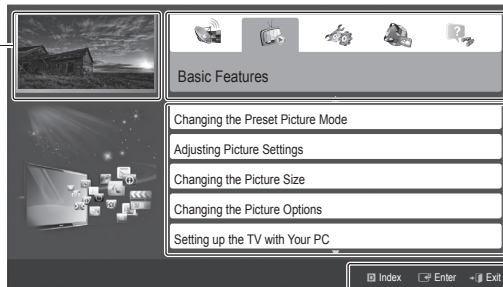 Basic Features
Changing the Preset Picture Mode
Adjusting Picture Settings
Changing the Picture Size
Changing the Picture Options
Setting up the TV with Your PC
D Index Enter Exit